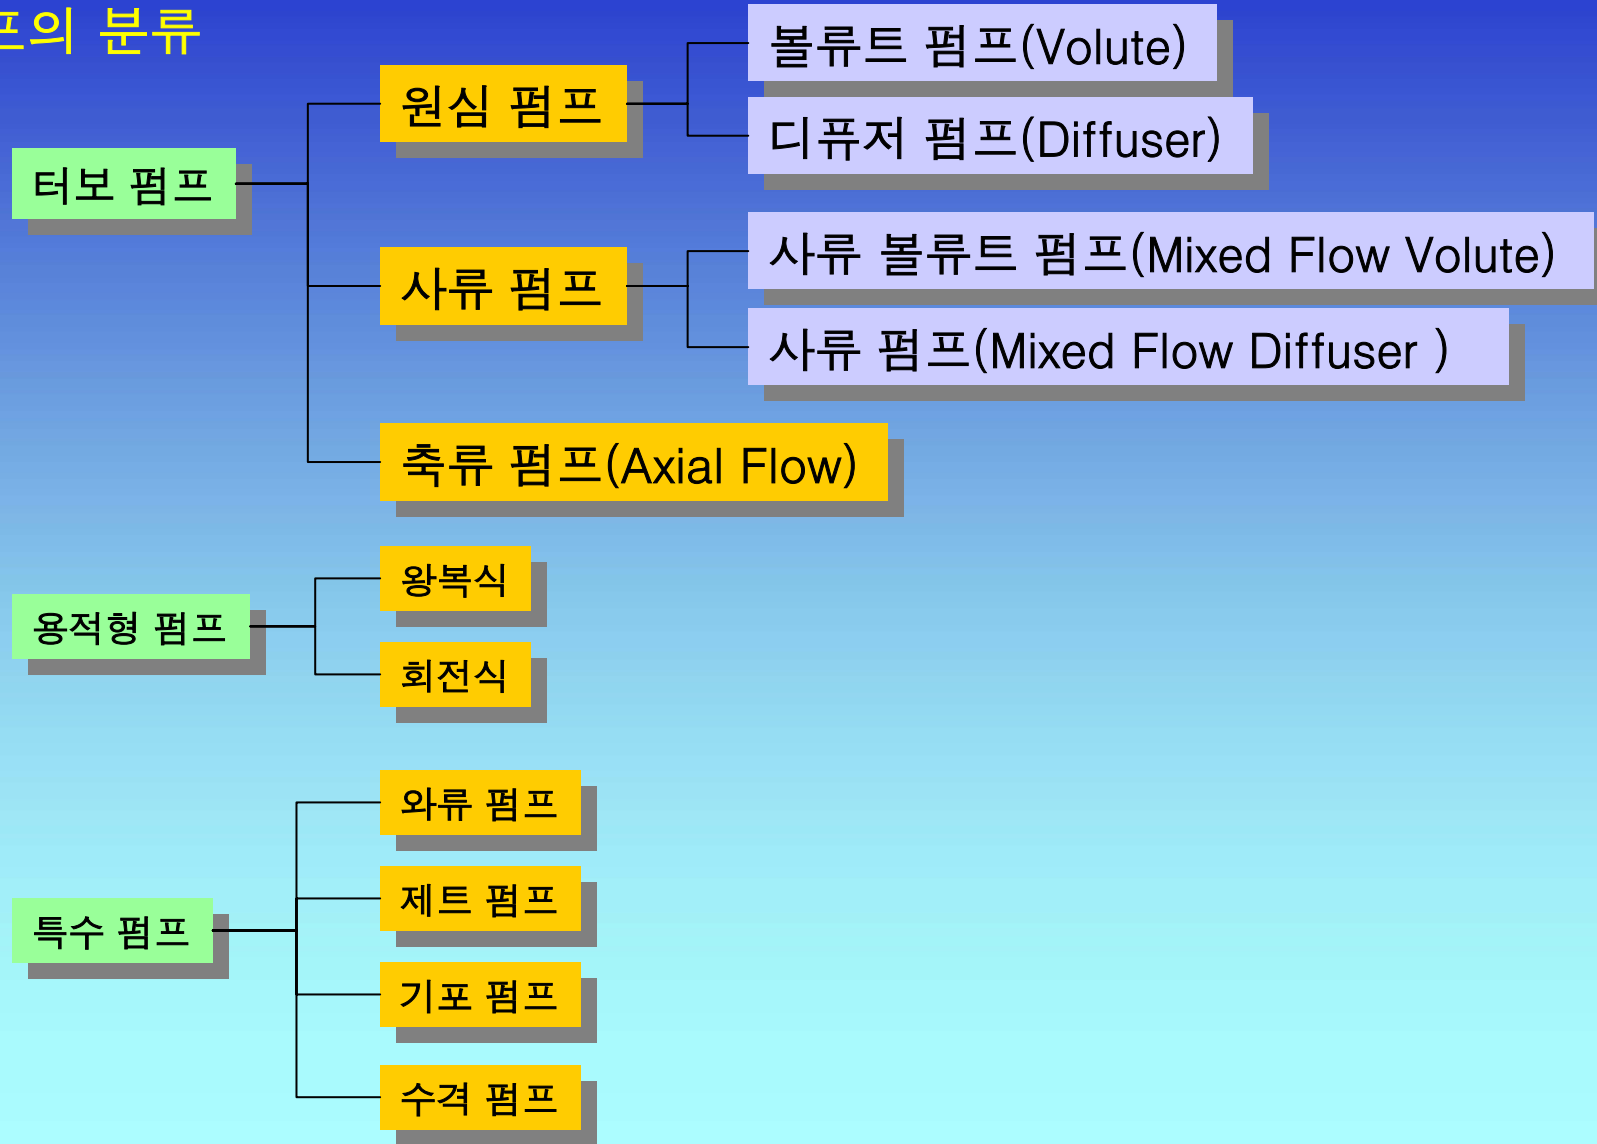 의 분류
터보 펌프
원심 펌프
볼류트 펌프(Volute)
디퓨저 펌프(Diffuser)
사류 펌프
사류 볼류트 펌프(Mixed Flow Volute)
사류 펌프(Mixed Flow Diffuser )
축류 펌프(Axial Flow)
용적형 펌프
왕복식
회전식
특수 펌프
와류 펌프
제트 펌프
기포 펌프
수격 펌프